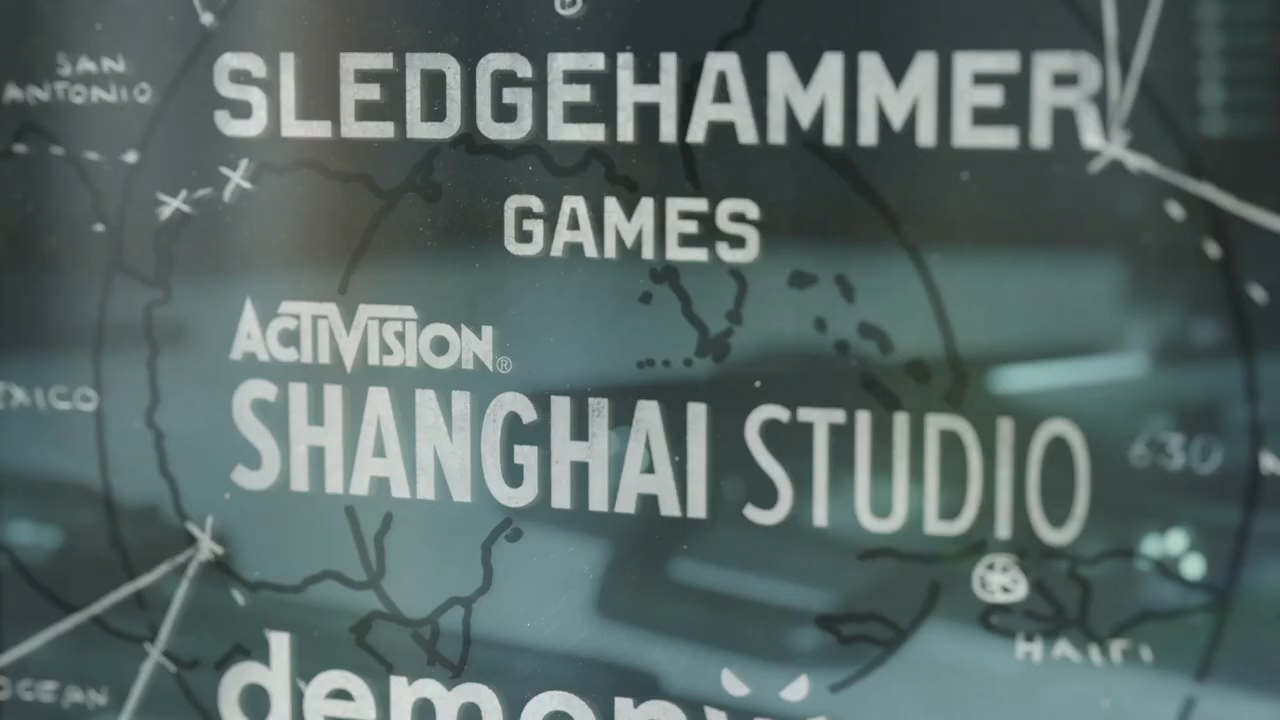 SAN
ANTONIO
SLEDGEHAMMER
GAMES
ACTIVISION®
SHANGHAI STUDIO
630
HAITI
OCEAN